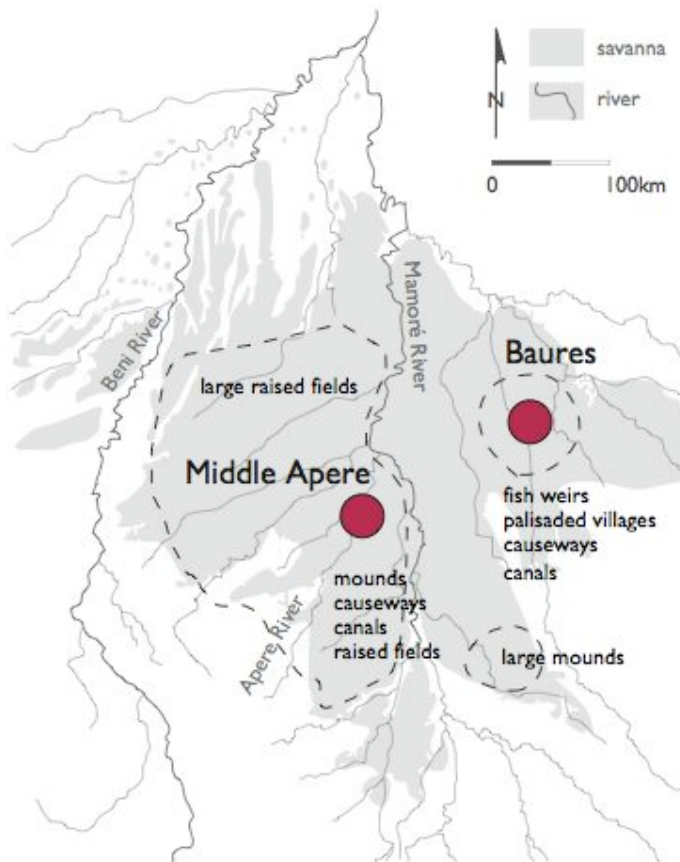 savanna
N
river
0 100km
Beni River
Mamoré River
Baures
large raised fields
Middle Apere
fish weirs
palisaded villages
causeways
canals
mounds
causeways
canals
raised fields
Apere River
large mounds